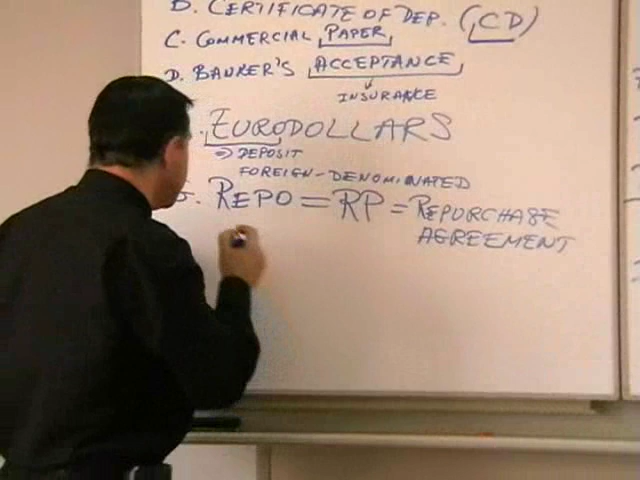 B. CERTIFICATE OF DEP. (CD)
C. COMMERCIAL PAPER
D. BANKER'S ACCEPTANCE
INSURANCE
EURODOLLARS
=> DEPOSIT
FOREIGN-DENOMINATED
REPO = RP = REPURCHASE
AGREEMENT